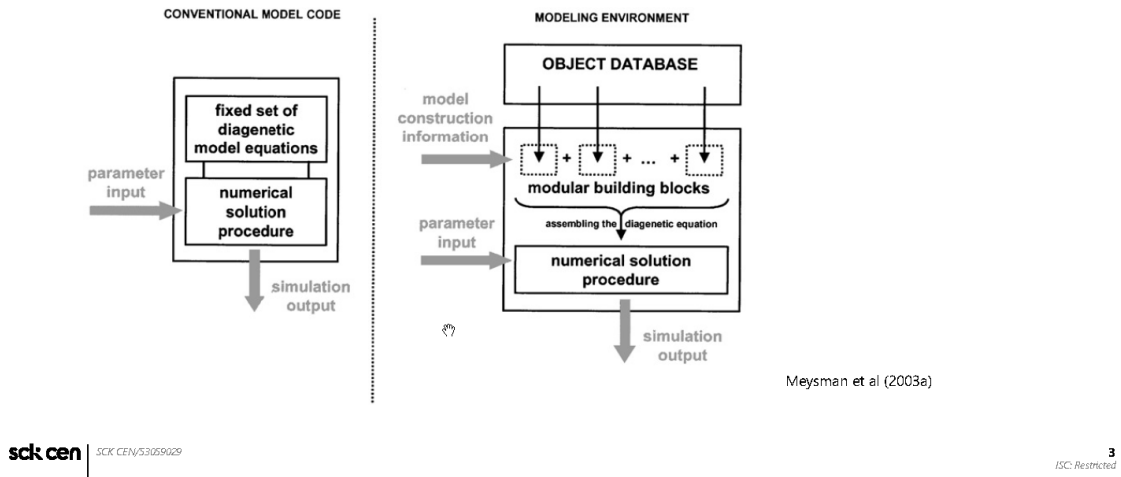 CONVENTIONAL MODEL CODE
fixed set of
diagenetic
model equations
parameter
input
numerical
solution
procedure
simulation
output
MODELING ENVIRONMENT
OBJECT DATABASE
model
construction
information
+ + ... +
modular building blocks
assembling the diagenetic equation
parameter
input
numerical solution
procedure
simulation
output
Meysman et al (2003a)
sck cen
SCK CEN/53059029
3
ISC: Restricted